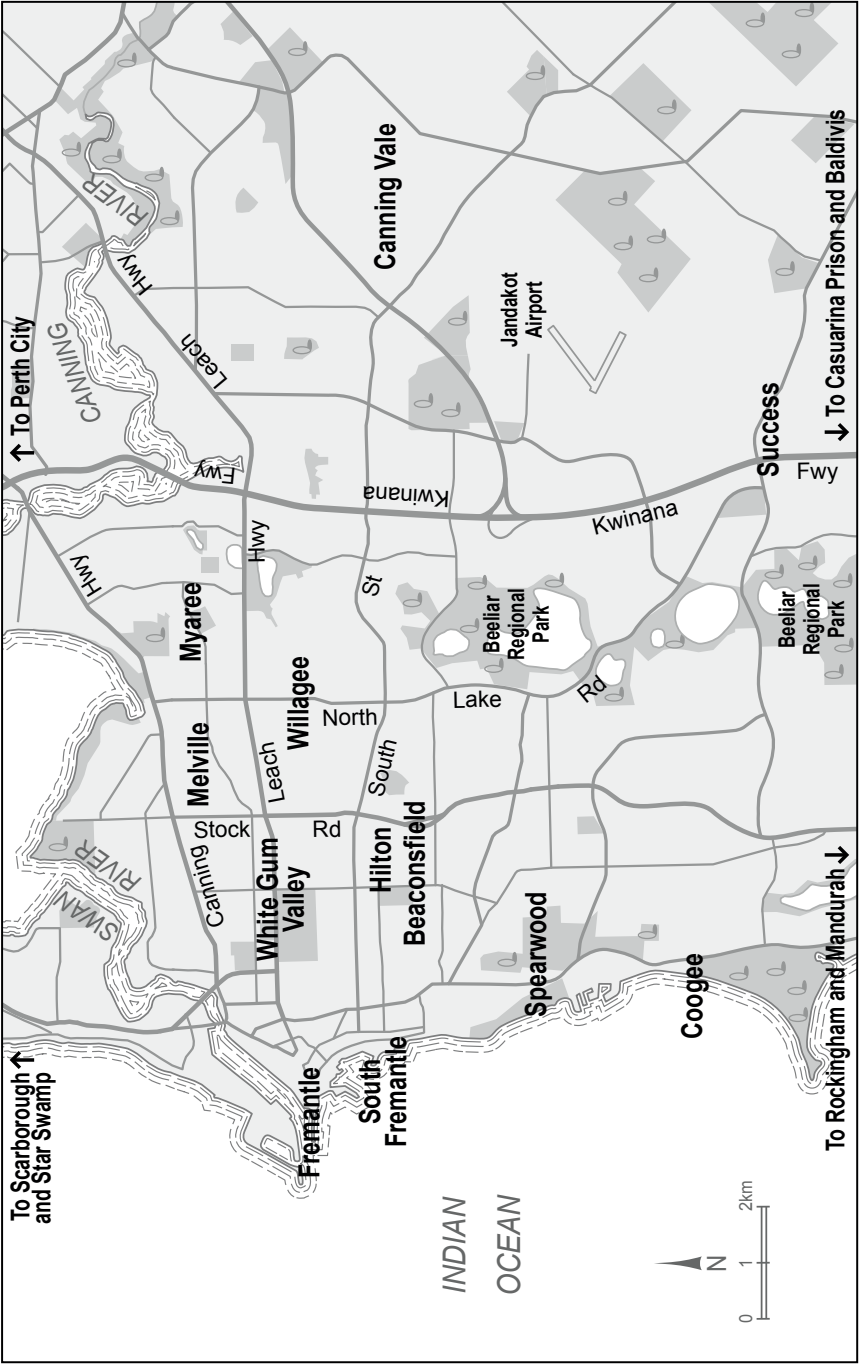 To Scarborough ↑
and Star Swamp
↑ To Perth City
SWAN
RIVER
CANNING
RIVER
Hwy
Canning
Stock
Rd
Melville
Myaree
Fwy
Leach
Hwy
Hwy
Leach
White Gum
Valley
Willagee
Fremantle
South
Fremantle
Hilton
Beaconsfield
South
St
North
Lake
Rd
Kwinana
Canning Vale
Beeliar
Regional
Park
Jandakot
Airport
Spearwood
Kwinana
Coogee
Success
Fwy
Beeliar
Regional
Park
INDIAN
OCEAN
N
0 1 2km
To Rockingham and Mandurah ↓
↓ To Casuarina Prison and Baldivis